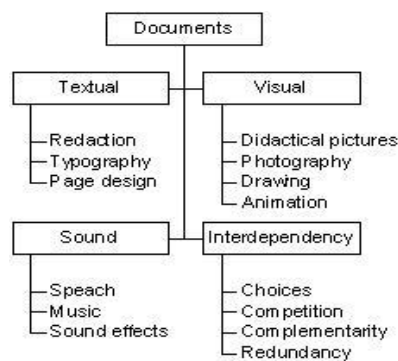 Documents
Textual
Redaction
Typography
Page design
Visual
Didactical pictures
Photography
Drawing
Animation
Sound
Speach
Music
Sound effects
Interdependency
Choices
Competition
Complementarity
Redundancy